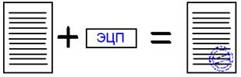 + ЭЦП =